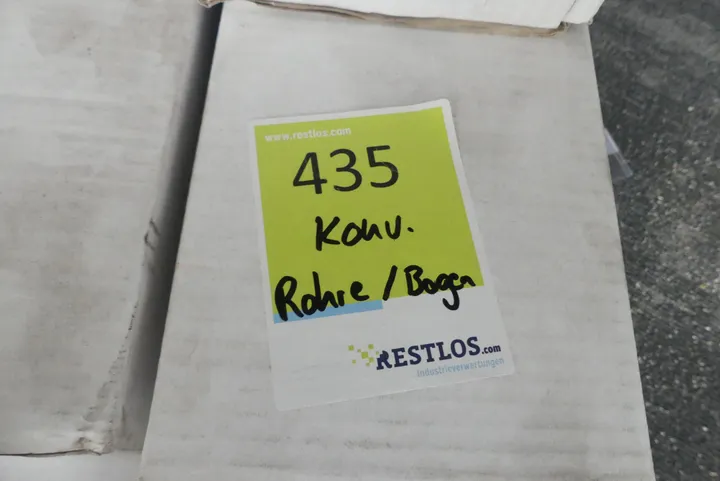 www.restlos.com
435
Konv.
Rohre / Bogen
RESTLOS.com
industrieverwertungen